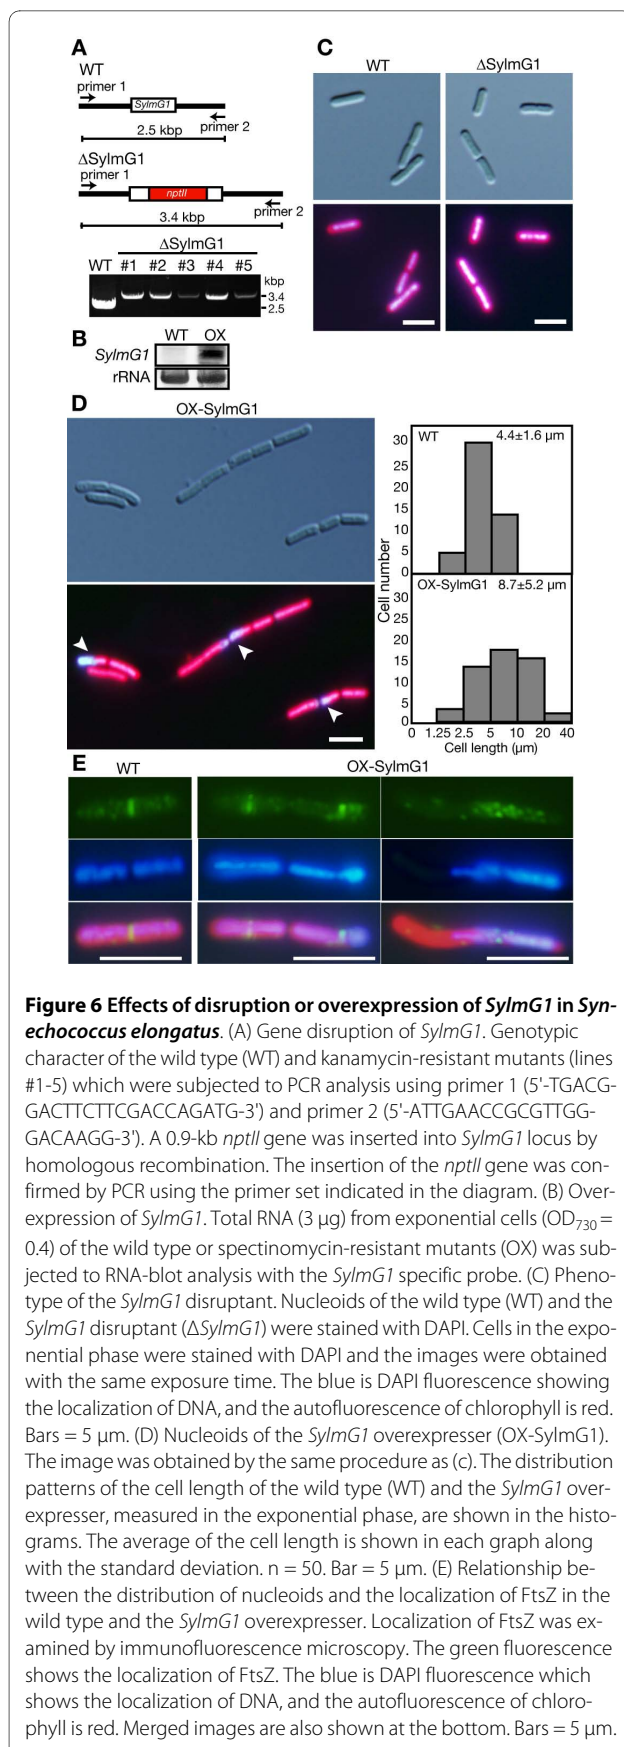 A
WT
primer 1
SylmG1
primer 2
2.5 kbp
ΔSylmG1
primer 1
nptII
primer 2
3.4 kbp
ΔSylmG1
WT #1 #2 #3 #4 #5
kbp
3.4
2.5
B
WT OX
SylmG1
rRNA
C
WT ΔSylmG1
D
OX-SylmG1
Cell number
WT 4.4±1.6 µm
30
25
20
15
10
5
0
OX-SylmG1 8.7±5.2 µm
30
25
20
15
10
5
0
0 1.25 2.5 5 10 20 40
Cell length (µm)
E
WT OX-SylmG1
Figure 6 Effects of disruption or overexpression of SylmG1 in Syn-
echococcus elongatus. (A) Gene disruption of SylmG1. Genotypic
character of the wild type (WT) and kanamycin-resistant mutants (lines
#1-5) which were subjected to PCR analysis using primer 1 (5'-TGACG-
GACTTCTTCGACCAGATG-3') and primer 2 (5'-ATTGAACCGCGTTGG-
GACAAGG-3'). A 0.9-kb nptII gene was inserted into SylmG1 locus by
homologous recombination. The insertion of the nptII gene was con-
firmed by PCR using the primer set indicated in the diagram. (B) Over-
expression of SylmG1. Total RNA (3 µg) from exponential cells (OD730 =
0.4) of the wild type or spectinomycin-resistant mutants (OX) was sub-
jected to RNA-blot analysis with the SylmG1 specific probe. (C) Pheno-
type of the SylmG1 disruptant. Nucleoids of the wild type (WT) and the
SylmG1 disruptant (ΔSylmG1) were stained with DAPI. Cells in the expo-
nential phase were stained with DAPI and the images were obtained
with the same exposure time. The blue is DAPI fluorescence showing
the localization of DNA, and the autofluorescence of chlorophyll is red.
Bars = 5 µm. (D) Nucleoids of the SylmG1 overexpresser (OX-SylmG1).
The image was obtained by the same procedure as (c). The distribution
patterns of the cell length of the wild type (WT) and the SylmG1 over-
expresser, measured in the exponential phase, are shown in the histo-
grams. The average of the cell length is shown in each graph along
with the standard deviation. n = 50. Bar = 5 µm. (E) Relationship be-
tween the distribution of nucleoids and the localization of FtsZ in the
wild type and the SylmG1 overexpresser. Localization of FtsZ was ex-
amined by immunofluorescence microscopy. The green fluorescence
shows the localization of FtsZ. The blue is DAPI fluorescence which
shows the localization of DNA, and the autofluorescence of chloro-
phyll is red. Merged images are also shown at the bottom. Bars = 5 µm.